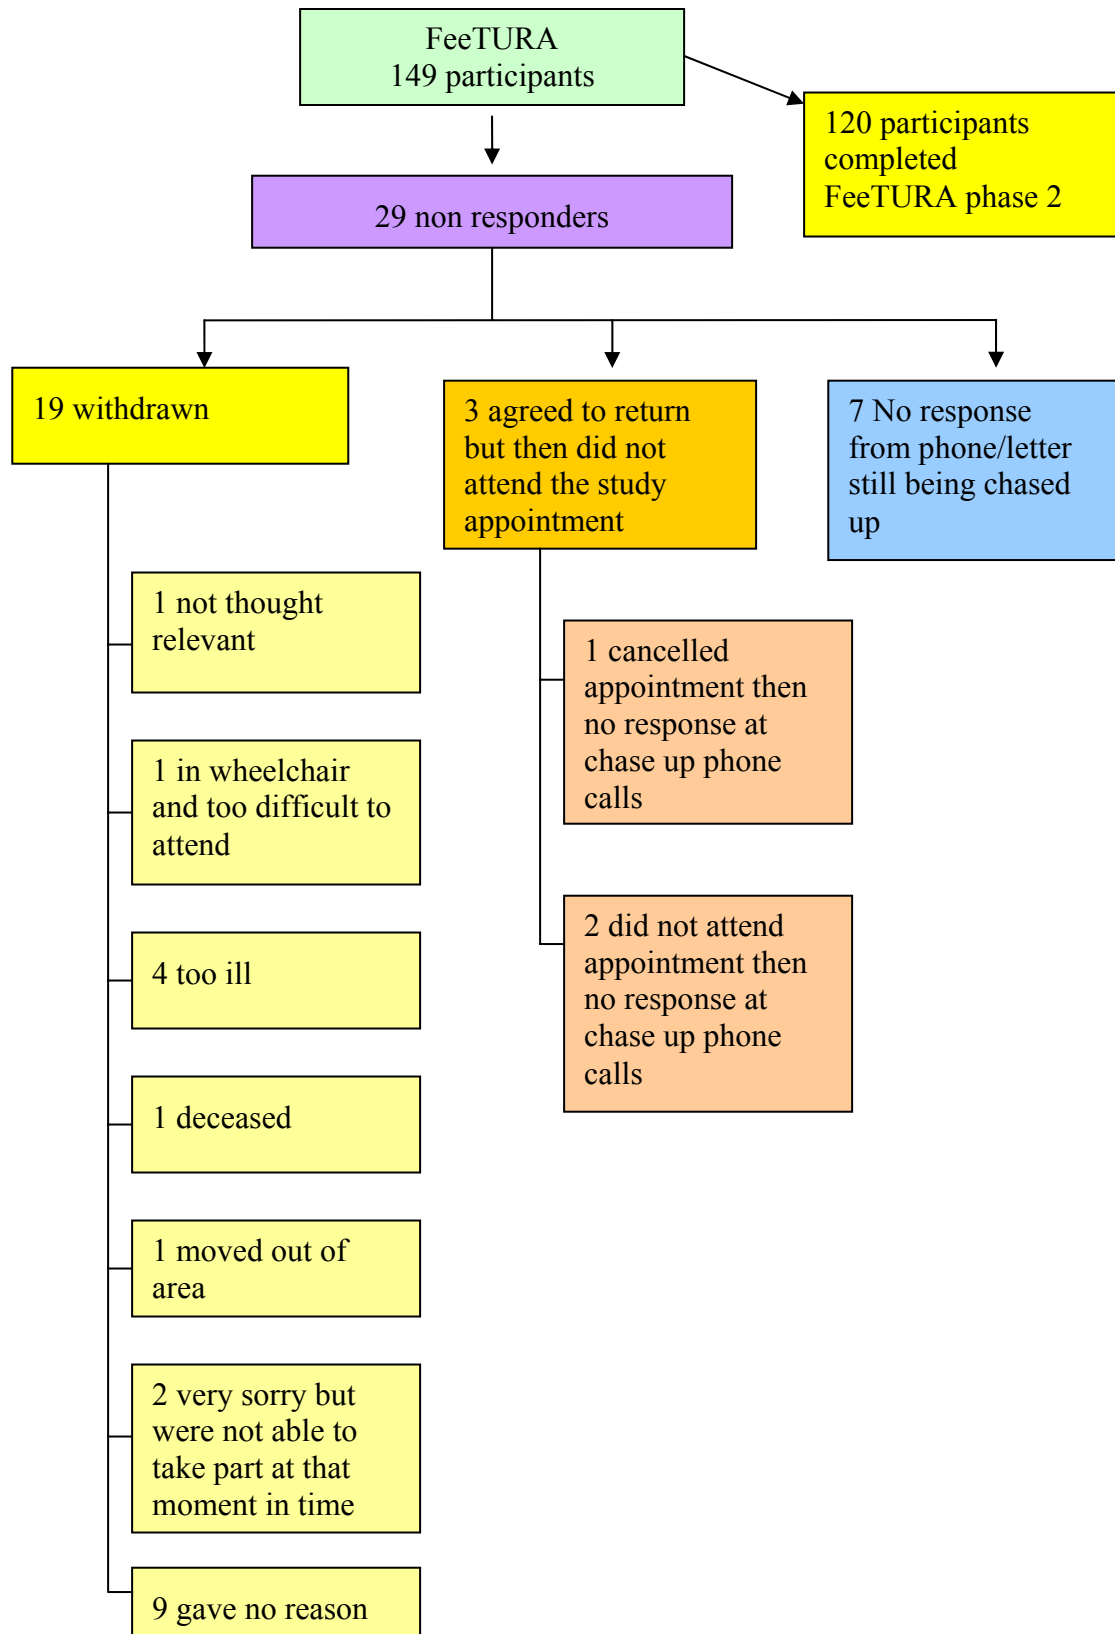 FeeTURA
149 participants
120 participants
completed
FeeTURA phase 2
29 non responders
19 withdrawn
3 agreed to return
but then did not
attend the study
appointment
7 No response
from phone/letter
still being chased
up
1 not thought
relevant
1 in wheelchair
and too difficult to
attend
4 too ill
1 deceased
1 moved out of
area
2 very sorry but
were not able to
take part at that
moment in time
9 gave no reason
1 cancelled
appointment then
no response at
chase up phone
calls
2 did not attend
appointment then
no response at
chase up phone
calls